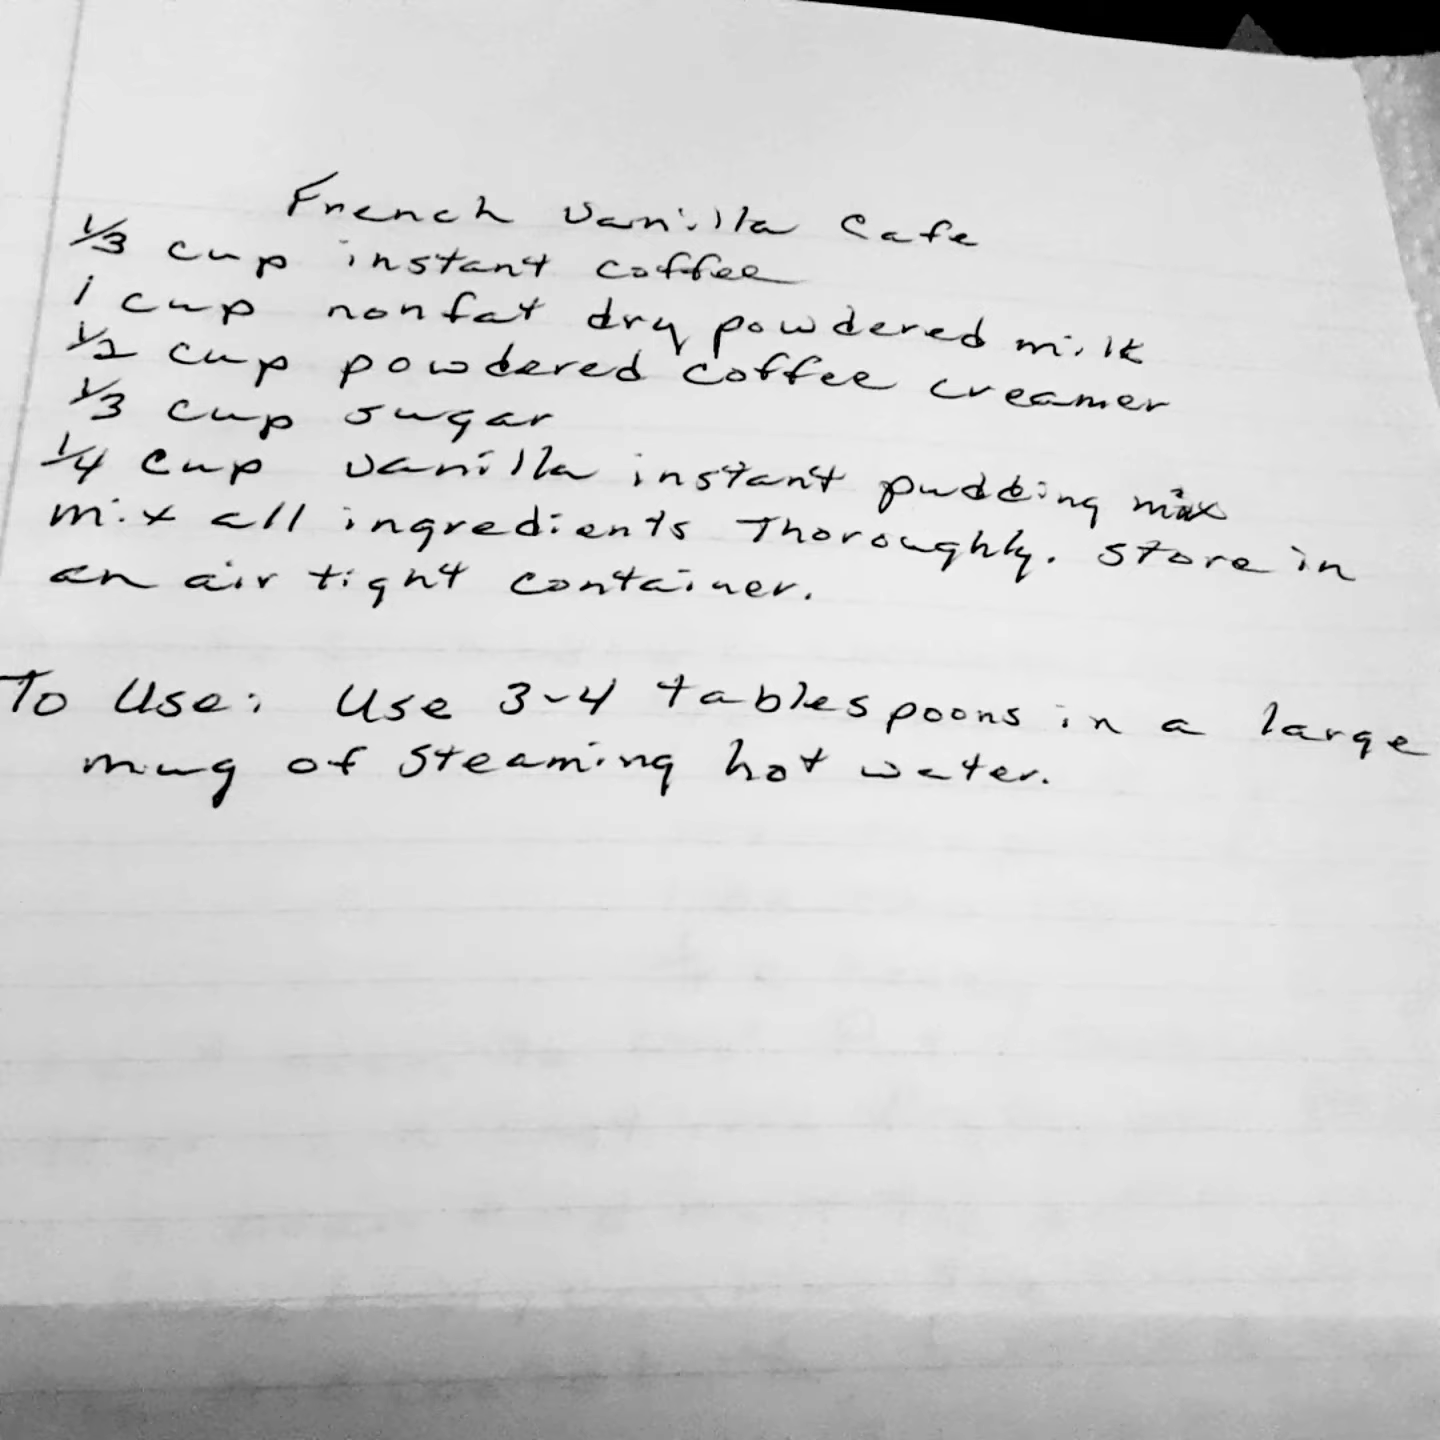 French Vanilla Cafe
1/3 cup instant coffee
1 cup nonfat dry powdered milk
1/2 cup powdered coffee creamer
1/3 cup sugar
1/4 cup vanilla instant pudding mix
mix all ingredients Thoroughly. Store in
an air tight container.
To Use: Use 3-4 tablespoons in a large
mug of steaming hot water.